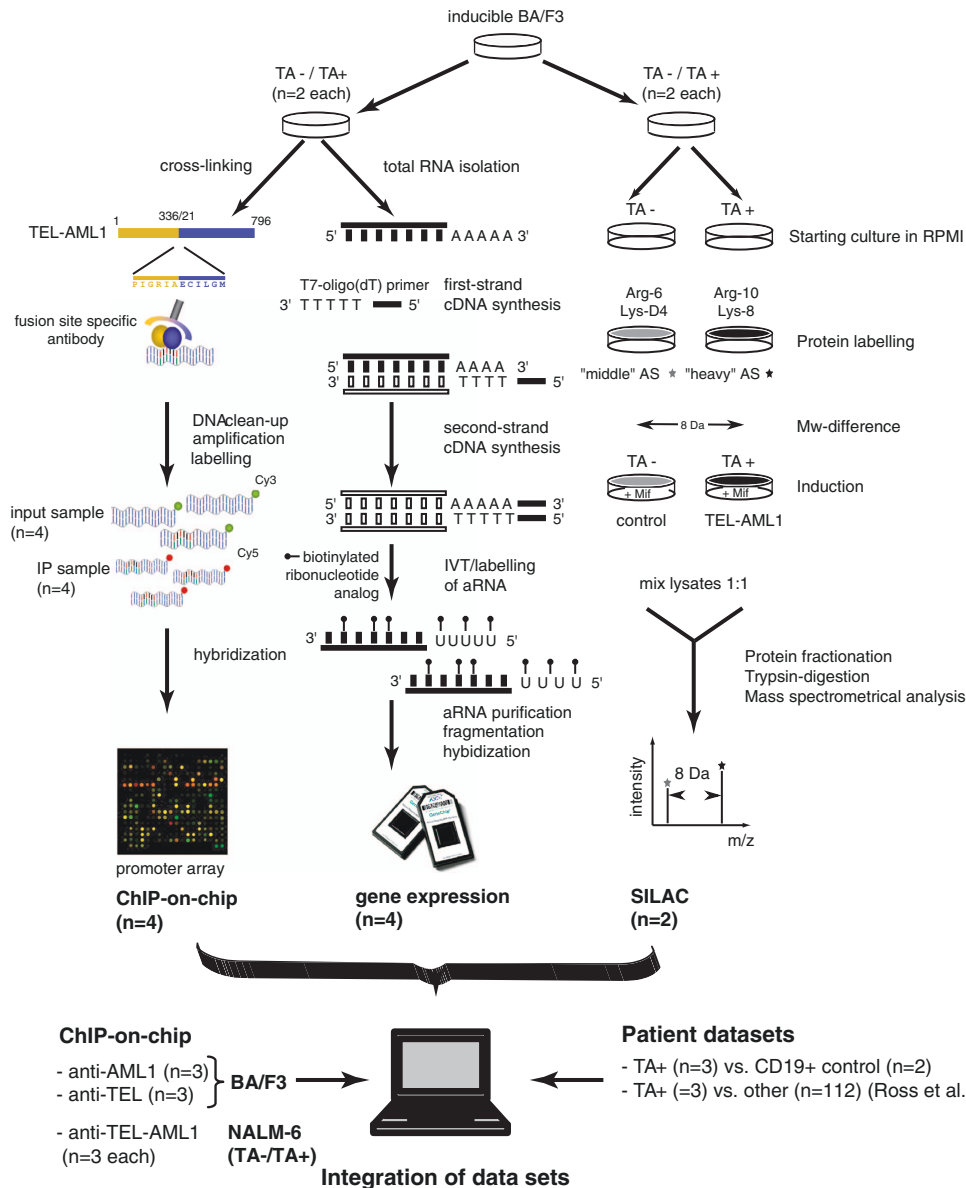 inducible BA/F3
TA - / TA+
(n=2 each)
TA - / TA +
(n=2 each)
cross-linking
total RNA isolation
1
336/21
796
TEL-AML1
PIGRIAECILGM
fusion site specific
antibody
DNAclean-up
amplification
labelling
Cy3
input sample
(n=4)
Cy5
IP sample
(n=4)
hybridization
promoter array
ChIP-on-chip
(n=4)
5' AAAAA 3'
T7-oligo(dT) primer
3' TTTTT 5'
first-strand
cDNA synthesis
5' AAAA 3'
3' TTTT 5'
second-strand
cDNA synthesis
5' AAAAA 3'
3' TTTTT 5'
biotinylated
ribonucleotide
analog
IVT/labelling
of aRNA
3' UUUUU 5'
3' UUUU 5'
aRNA purification
fragmentation
hybidization
gene expression
(n=4)
TA -
TA +
Starting culture in RPMI
Arg-6
Lys-D4
Arg-10
Lys-8
Protein labelling
"middle" AS
"heavy" AS
8 Da
Mw-difference
TA -
TA +
+ Mif
+ Mif
Induction
control
TEL-AML1
mix lysates 1:1
Protein fractionation
Trypsin-digestion
Mass spectrometrical analysis
intensity
8 Da
m/z
SILAC
(n=2)
ChIP-on-chip
- anti-AML1 (n=3)
- anti-TEL (n=3)
BA/F3
- anti-TEL-AML1
(n=3 each)
NALM-6
(TA-/TA+)
Patient datasets
- TA+ (n=3) vs. CD19+ control (n=2)
- TA+ (=3) vs. other (n=112) (Ross et al.
Integration of data sets